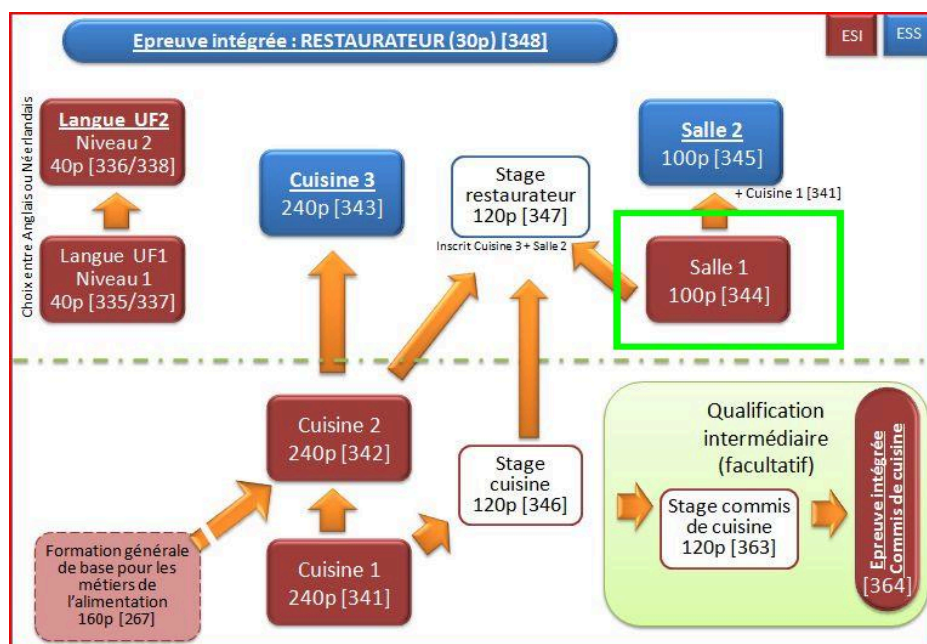 Epreuve intégrée : RESTAURATEUR (30p) [348]
ESI
ESS
Choix entre Anglais ou Néerlandais
Langue UF2
Niveau 2
40p [336/338]
Langue UF1
Niveau 1
40p [335/337]
Cuisine 3
240p [343]
Stage
restaurateur
120p [347]
Inscrit Cuisine 3 + Salle 2
Salle 2
100p [345]
+ Cuisine 1 [341]
Salle 1
100p [344]
Cuisine 2
240p [342]
Stage
cuisine
120p [346]
Formation générale
de base pour les
métiers de
l'alimentation
160p [267]
Cuisine 1
240p [341]
Qualification
intermédiaire
(facultatif)
Stage commis
de cuisine
120p [363]
Epreuve intégrée
Commis de cuisine
[364]